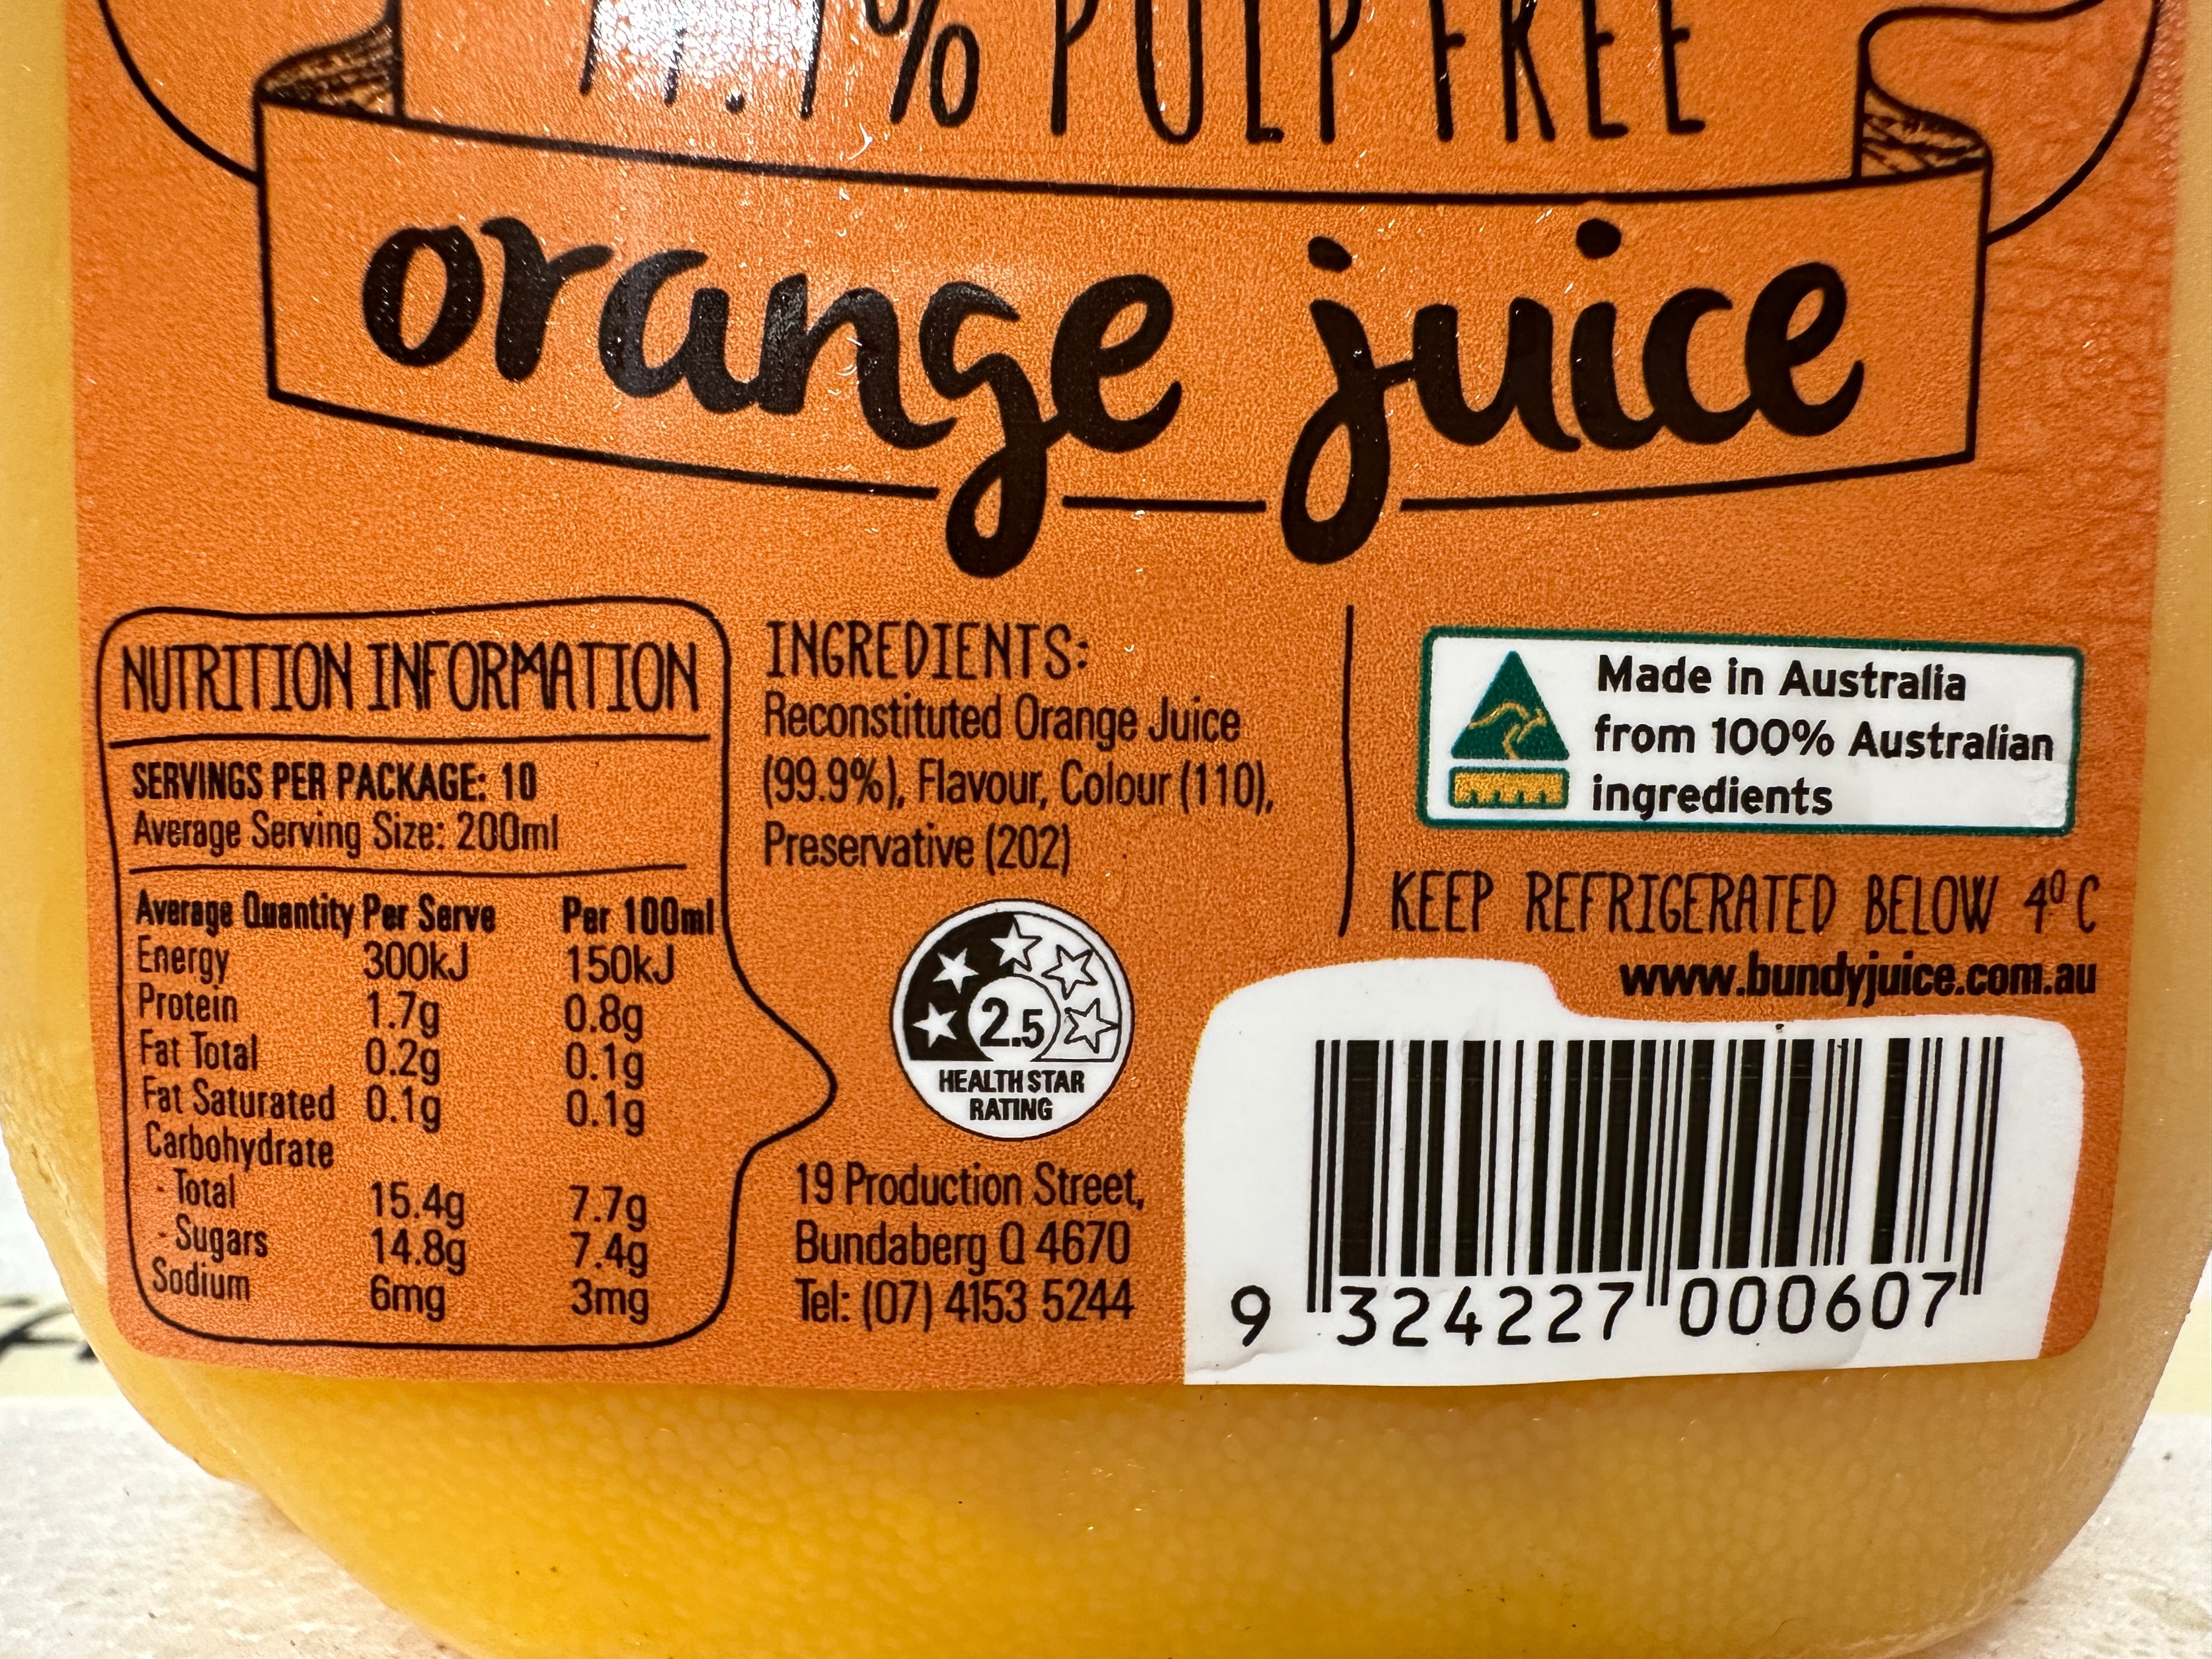 % PULP FREE
orange juice
NUTRITION INFORMATION
SERVINGS PER PACKAGE: 10
Average Serving Size: 200ml
Average Quantity Per Serve Per 100ml
Energy 300kJ 150kJ
Protein 1.7g 0.8g
Fat Total 0.2g 0.1g
Fat Saturated 0.1g 0.1g
Carbohydrate
- Total 15.4g 7.7g
- Sugars 14.8g 7.4g
Sodium 6mg 3mg
INGREDIENTS:
Reconstituted Orange Juice
(99.9%), Flavour, Colour (110),
Preservative (202)
2.5
HEALTH STAR
RATING
19 Production Street,
Bundaberg Q 4670
Tel: (07) 4153 5244
Made in Australia
from 100% Australian
ingredients
KEEP REFRIGERATED BELOW 4º C
www.bundyjuice.com.au
9 324227 000607